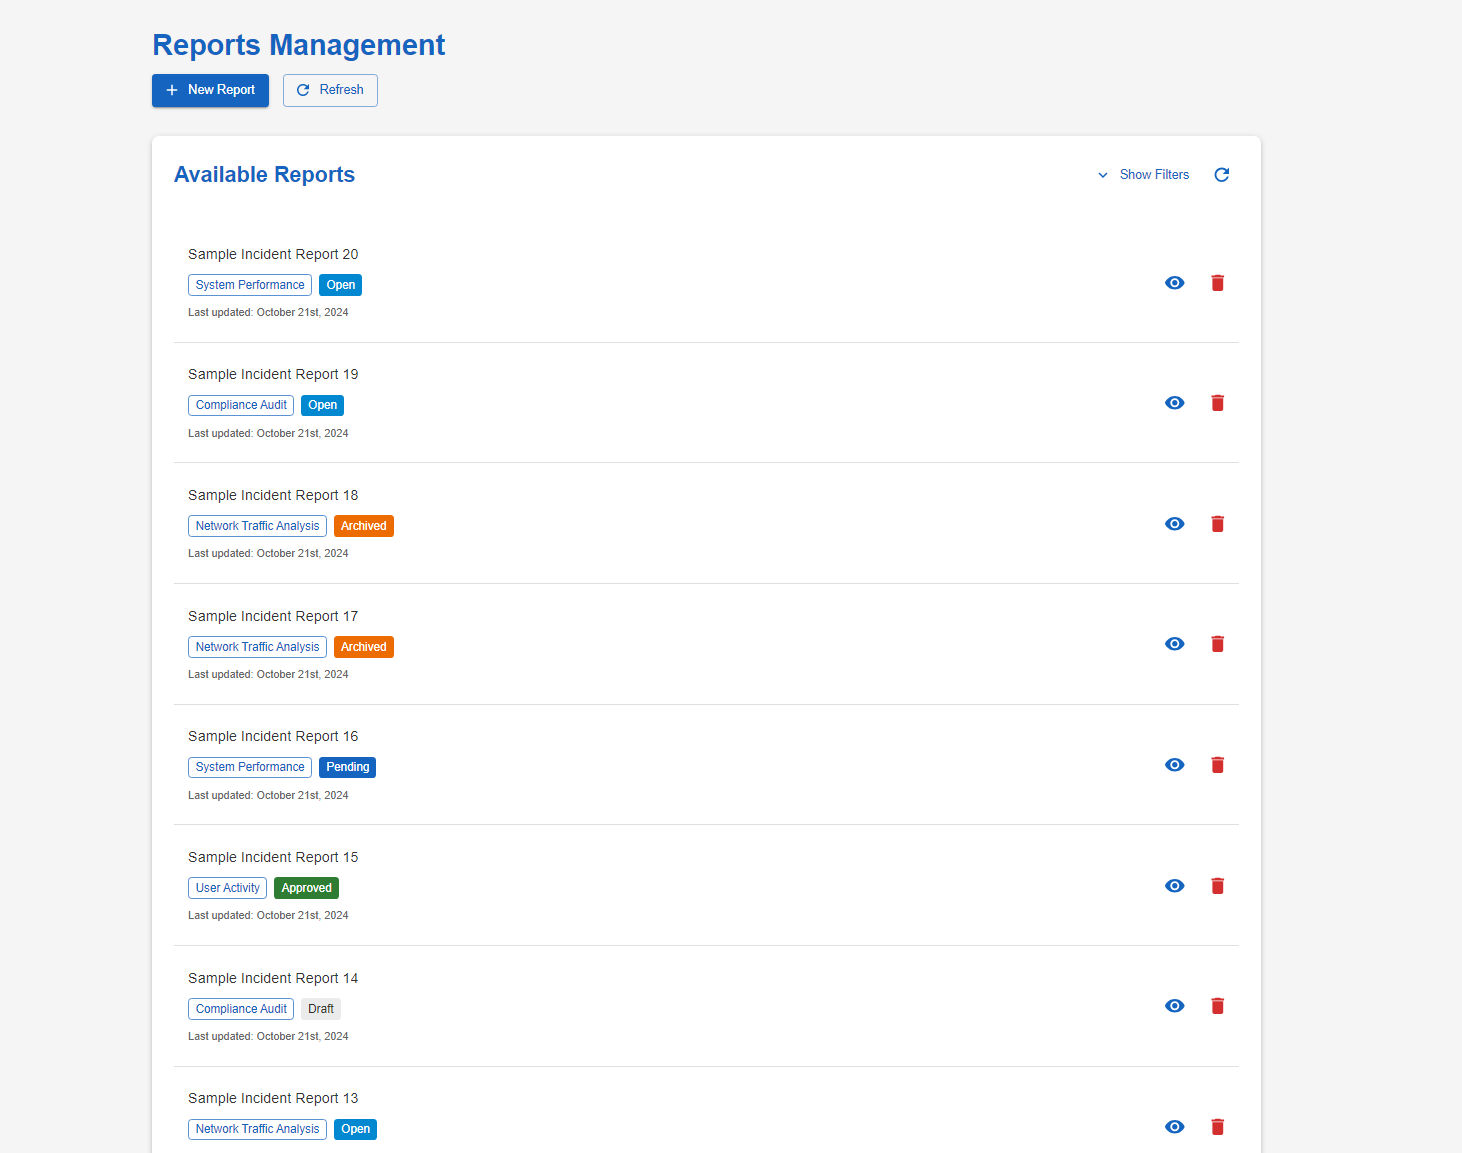 Reports Management
New Report
Refresh
Available Reports
Show Filters
Sample Incident Report 20
System Performance
Open
Last updated: October 21st, 2024
Sample Incident Report 19
Compliance Audit
Open
Last updated: October 21st, 2024
Sample Incident Report 18
Network Traffic Analysis
Archived
Last updated: October 21st, 2024
Sample Incident Report 17
Network Traffic Analysis
Archived
Last updated: October 21st, 2024
Sample Incident Report 16
System Performance
Pending
Last updated: October 21st, 2024
Sample Incident Report 15
User Activity
Approved
Last updated: October 21st, 2024
Sample Incident Report 14
Compliance Audit
Draft
Last updated: October 21st, 2024
Sample Incident Report 13
Network Traffic Analysis
Open